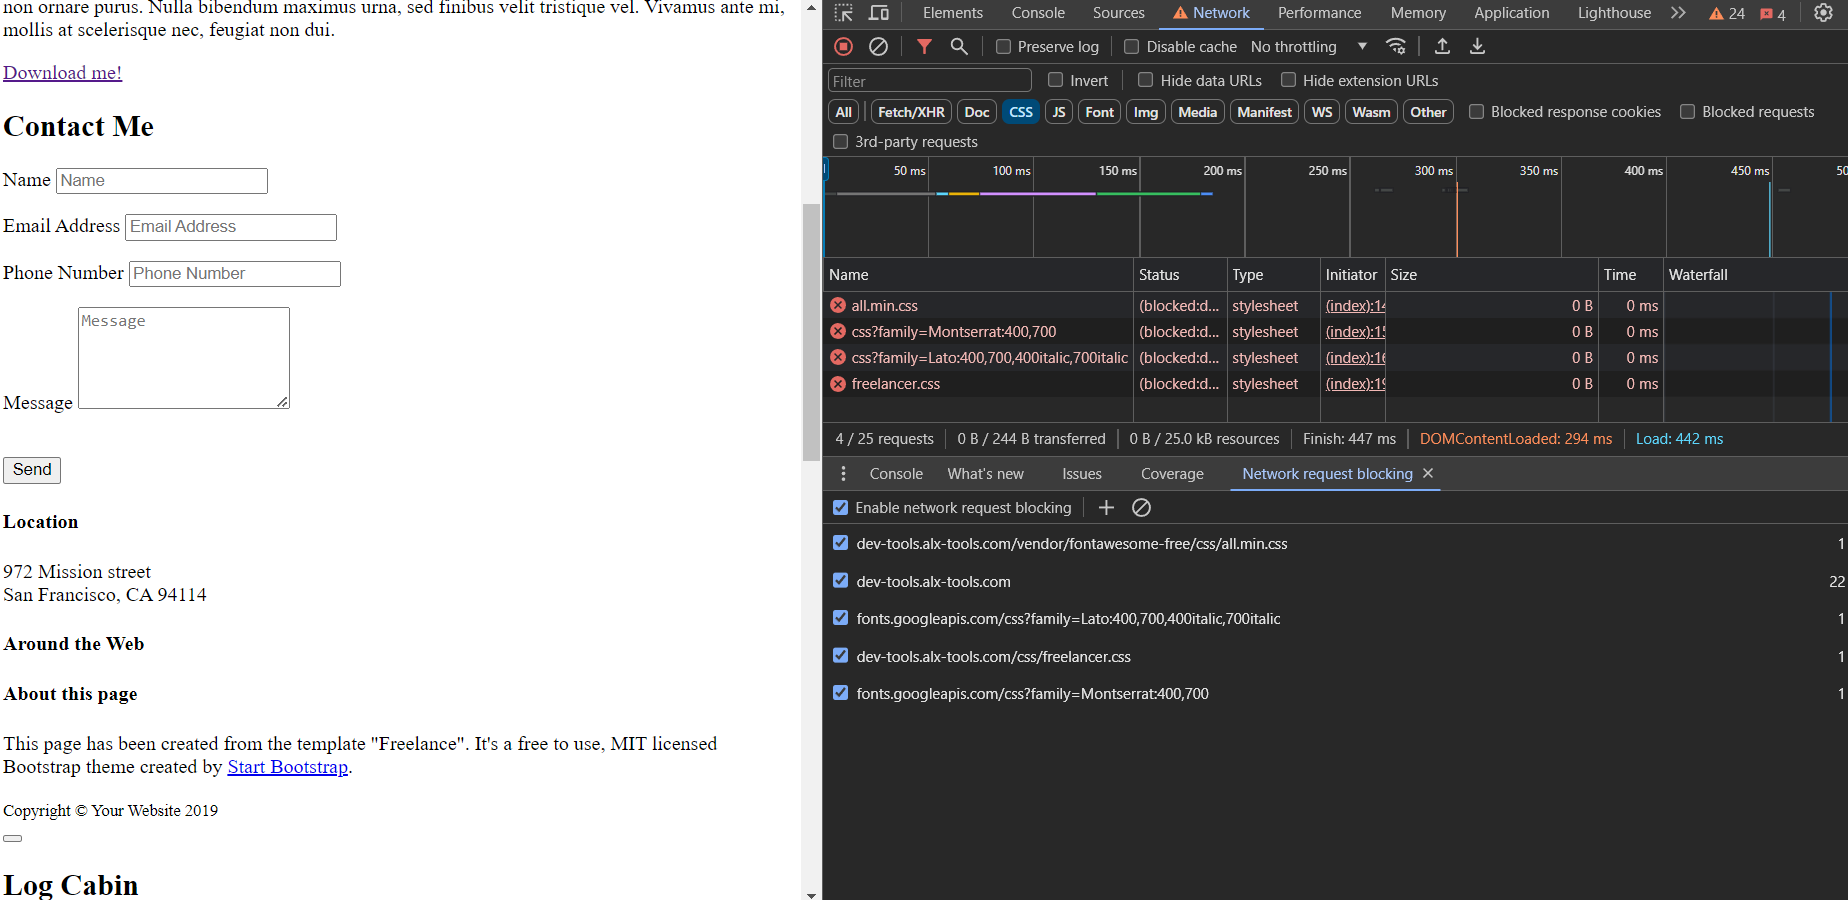 non ornare purus. Nulla bibendum maximus urna, sed finibus velit tristique vel. Vivamus ante mi,
mollis at scelerisque nec, feugiat non dui.
Download me!
Contact Me
Name Name
Email Address Email Address
Phone Number Phone Number
Message
Message
Send
Location
972 Mission street
San Francisco, CA 94114
Around the Web
About this page
This page has been created from the template "Freelance". It's a free to use, MIT licensed
Bootstrap theme created by Start Bootstrap.
Copyright © Your Website 2019
Log Cabin
Elements Console Sources Network Performance Memory Application Lighthouse 24 4
Preserve log Disable cache No throttling
Filter Invert Hide data URLs Hide extension URLs
All Fetch/XHR Doc CSS JS Font Img Media Manifest WS Wasm Other Blocked response cookies Blocked requests
3rd-party requests
50 ms 100 ms 150 ms 200 ms 250 ms 300 ms 350 ms 400 ms 450 ms 50
Name Status Type Initiator Size Time Waterfall
all.min.css (blocked:d... stylesheet (index):14 0 B 0 ms
css?family=Montserrat:400,700 (blocked:d... stylesheet (index):15 0 B 0 ms
css?family=Lato:400,700,400italic,700italic (blocked:d... stylesheet (index):16 0 B 0 ms
freelancer.css (blocked:d... stylesheet (index):19 0 B 0 ms
4 / 25 requests 0 B / 244 B transferred 0 B / 25.0 kB resources Finish: 447 ms DOMContentLoaded: 294 ms Load: 442 ms
Console What's new Issues Coverage Network request blocking
Enable network request blocking
dev-tools.alx-tools.com/vendor/fontawesome-free/css/all.min.css 1
dev-tools.alx-tools.com 22
fonts.googleapis.com/css?family=Lato:400,700,400italic,700italic 1
dev-tools.alx-tools.com/css/freelancer.css 1
fonts.googleapis.com/css?family=Montserrat:400,700 1